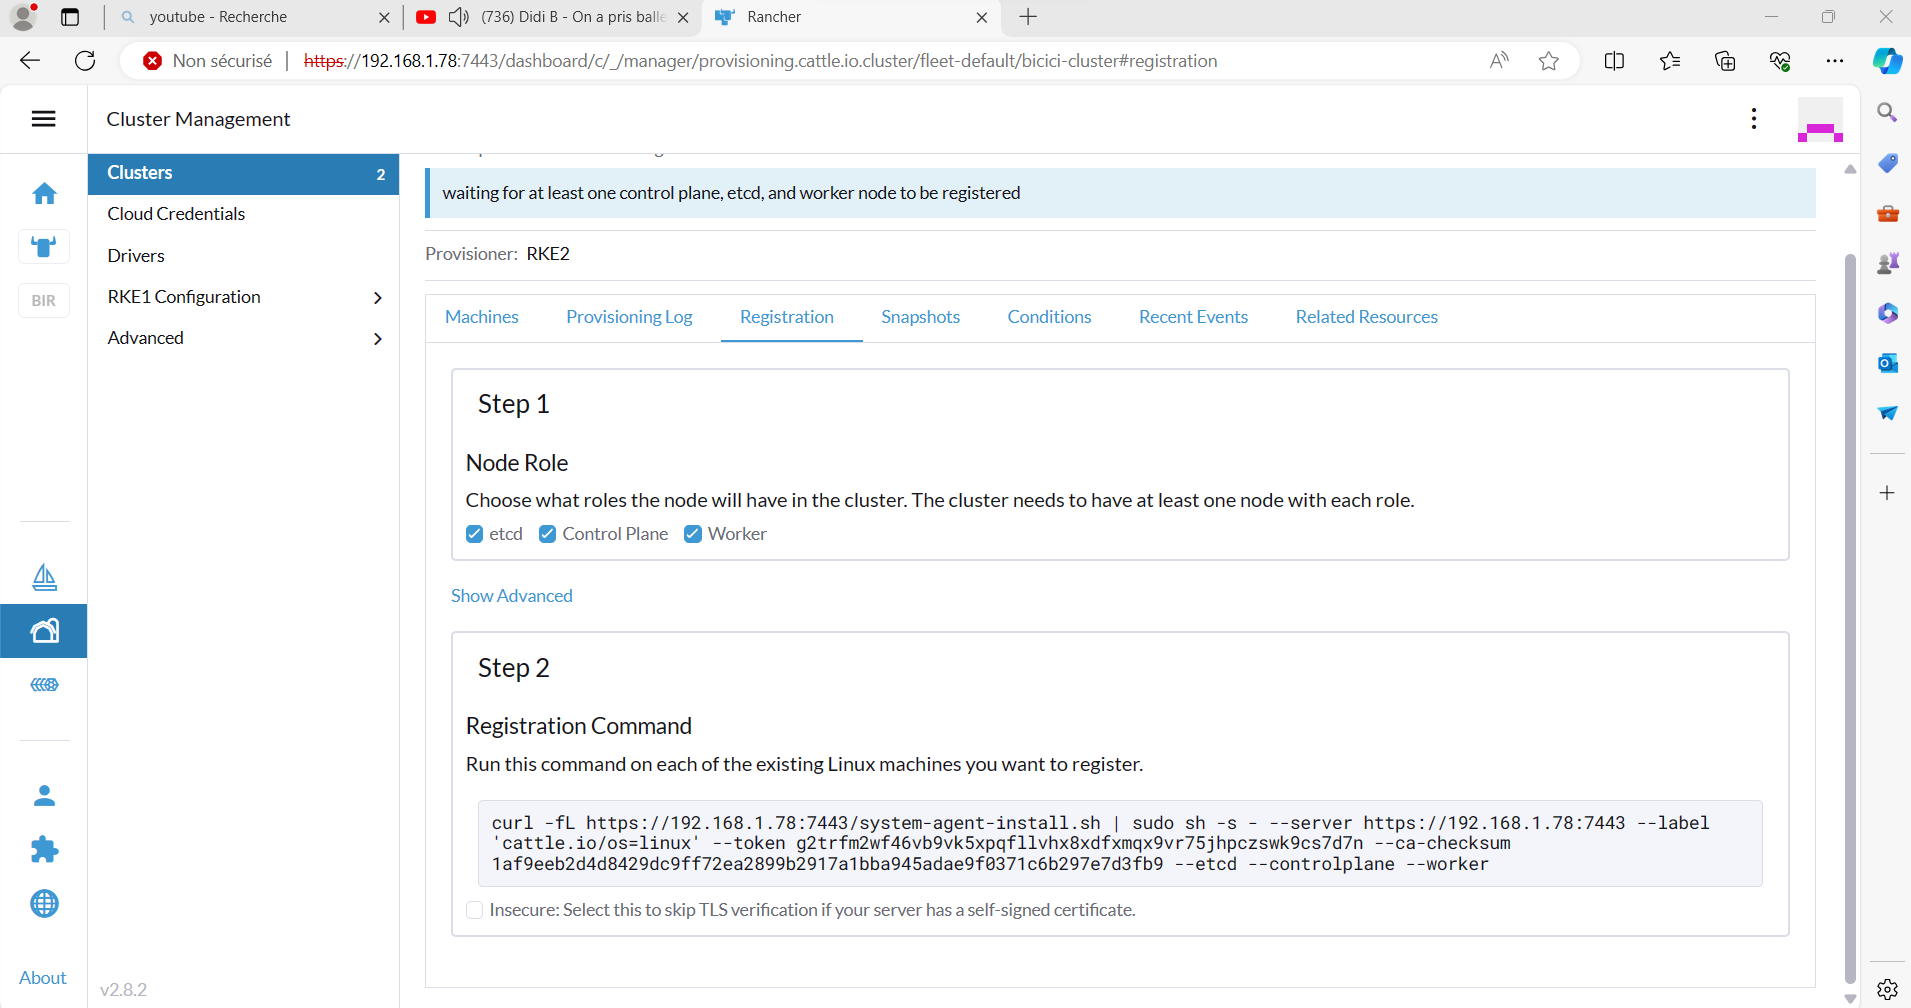 youtube - Recherche
(736) Didi B - On a pris balle
Rancher
Non sécurisé
https://192.168.1.78:7443/dashboard/c/_/manager/provisioning.cattle.io.cluster/fleet-default/bicici-cluster#registration
Cluster Management
Clusters 2
Cloud Credentials
Drivers
RKE1 Configuration
Advanced
BIR
About
v2.8.2
waiting for at least one control plane, etcd, and worker node to be registered
Provisioner: RKE2
Machines Provisioning Log Registration Snapshots Conditions Recent Events Related Resources
Step 1
Node Role
Choose what roles the node will have in the cluster. The cluster needs to have at least one node with each role.
etcd Control Plane Worker
Show Advanced
Step 2
Registration Command
Run this command on each of the existing Linux machines you want to register.
curl -fL https://192.168.1.78:7443/system-agent-install.sh | sudo sh -s - --server https://192.168.1.78:7443 --label
'cattle.io/os=linux' --token g2trfm2wf46vb9vk5xpqfllvhx8xdfxmqx9vr75jhpczswk9cs7d7n --ca-checksum
1af9eeb2d4d8429dc9ff72ea2899b2917a1bba945adae9f0371c6b297e7d3fb9 --etcd --controlplane --worker
Insecure: Select this to skip TLS verification if your server has a self-signed certificate.